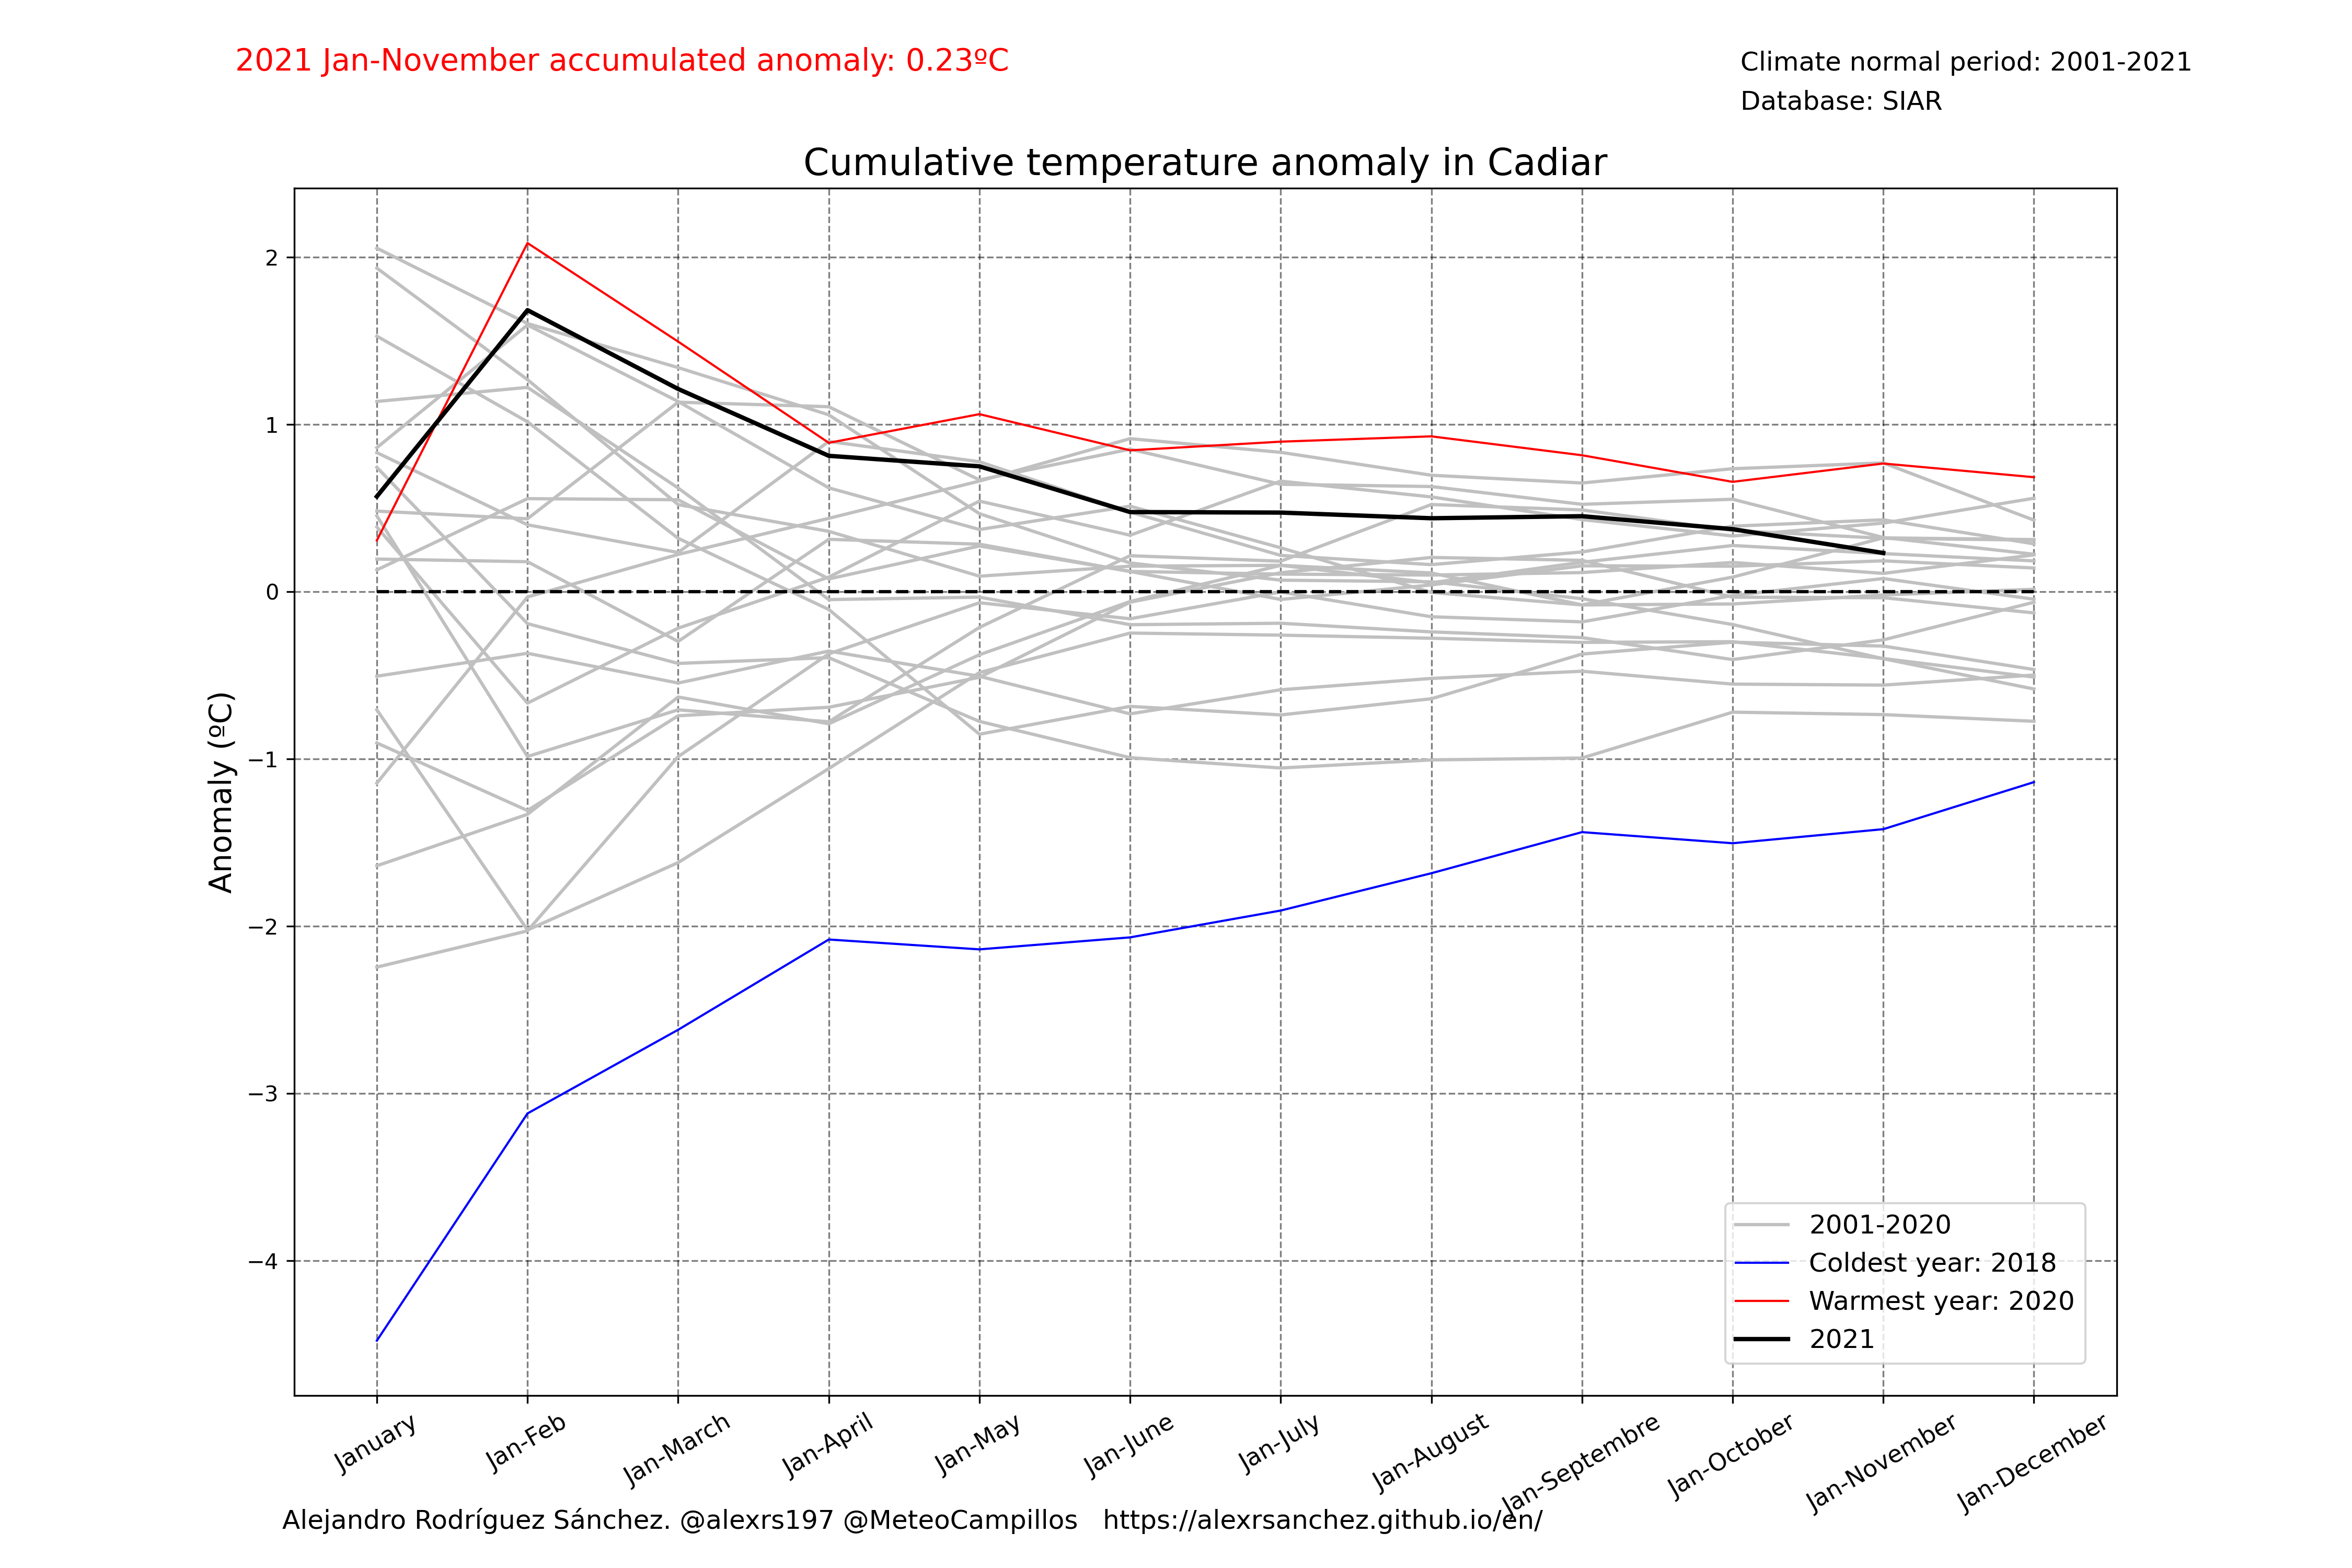 2021 Jan-November accumulated anomaly: 0.23ºC
Climate normal period: 2001-2021
Database: SIAR
Cumulative temperature anomaly in Cadiar
Anomaly (ºC)
2
1
0
−1
−2
−3
−4
2001-2020
Coldest year: 2018
Warmest year: 2020
2021
January
Jan-Feb
Jan-March
Jan-April
Jan-May
Jan-June
Jan-July
Jan-August
Jan-Septembre
Jan-October
Jan-November
Jan-December
Alejandro Rodríguez Sánchez. @alexrs197 @MeteoCampillos https://alexrsanchez.github.io/en/